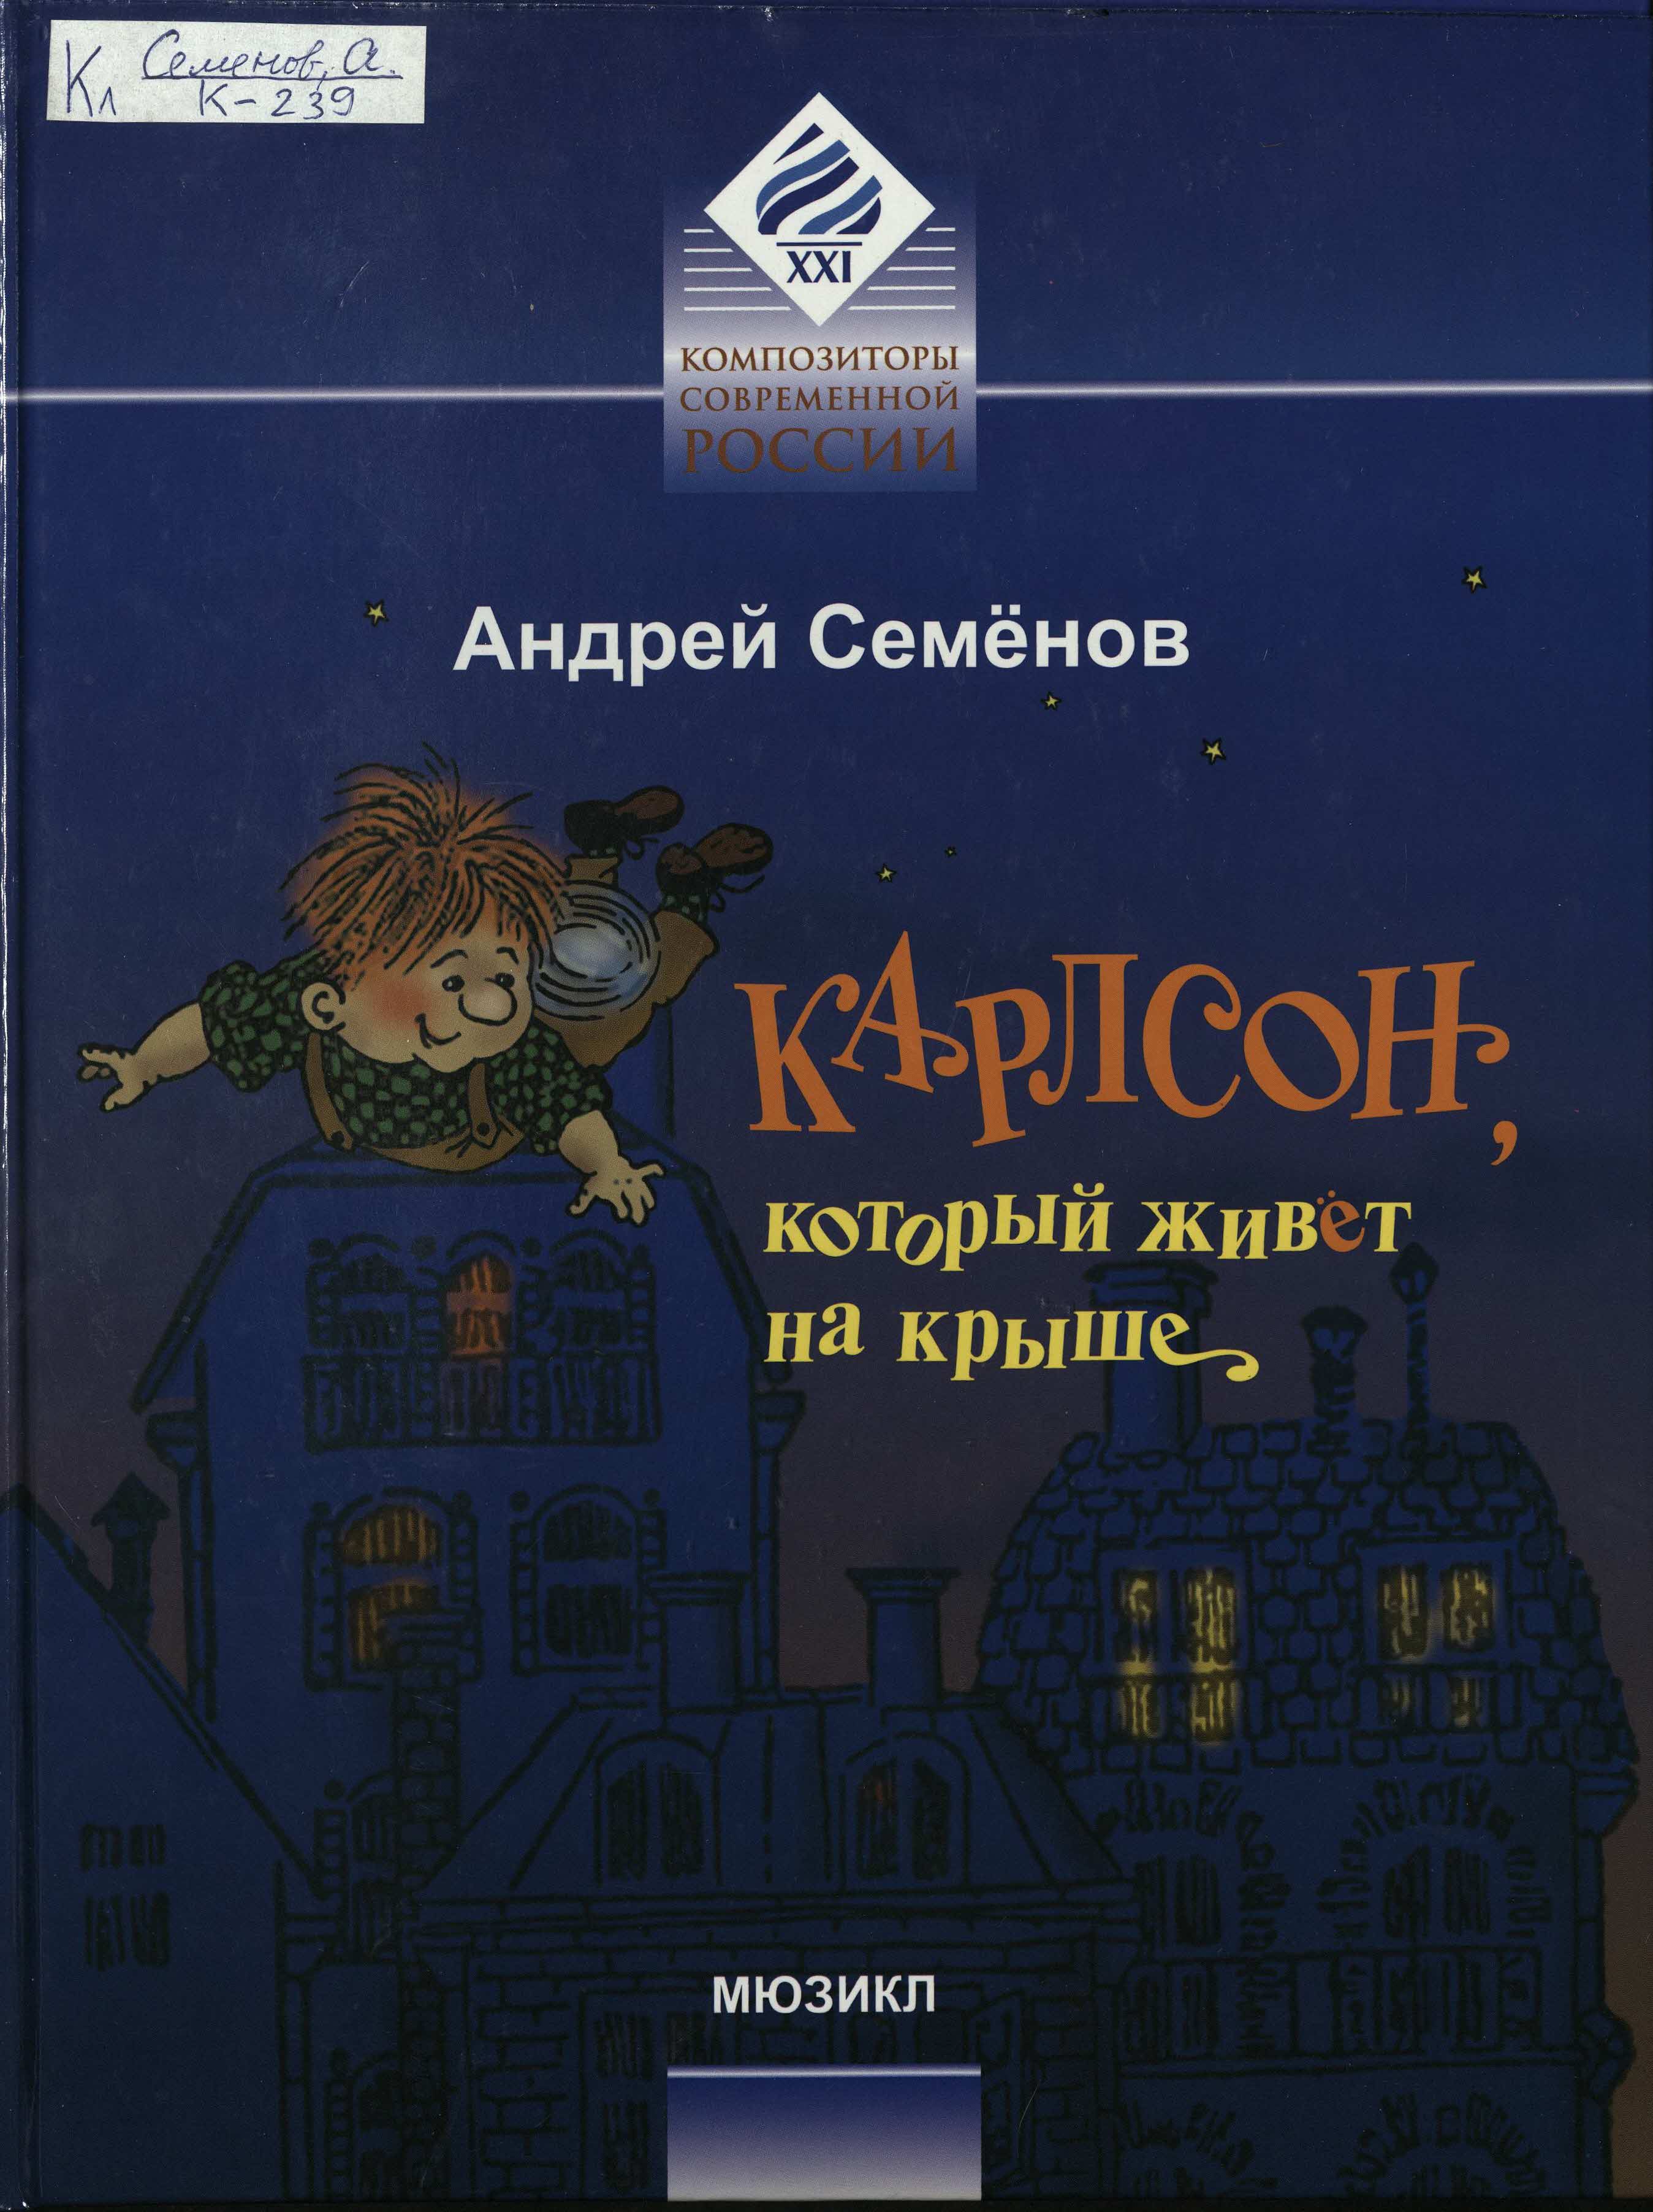 Кл Семенов, А.
К-239
XXI
КОМПОЗИТОРЫ
СОВРЕМЕННОЙ
РОССИИ
Андрей Семёнов
Карлсон,
который живёт
на крыше
МЮЗИКЛ